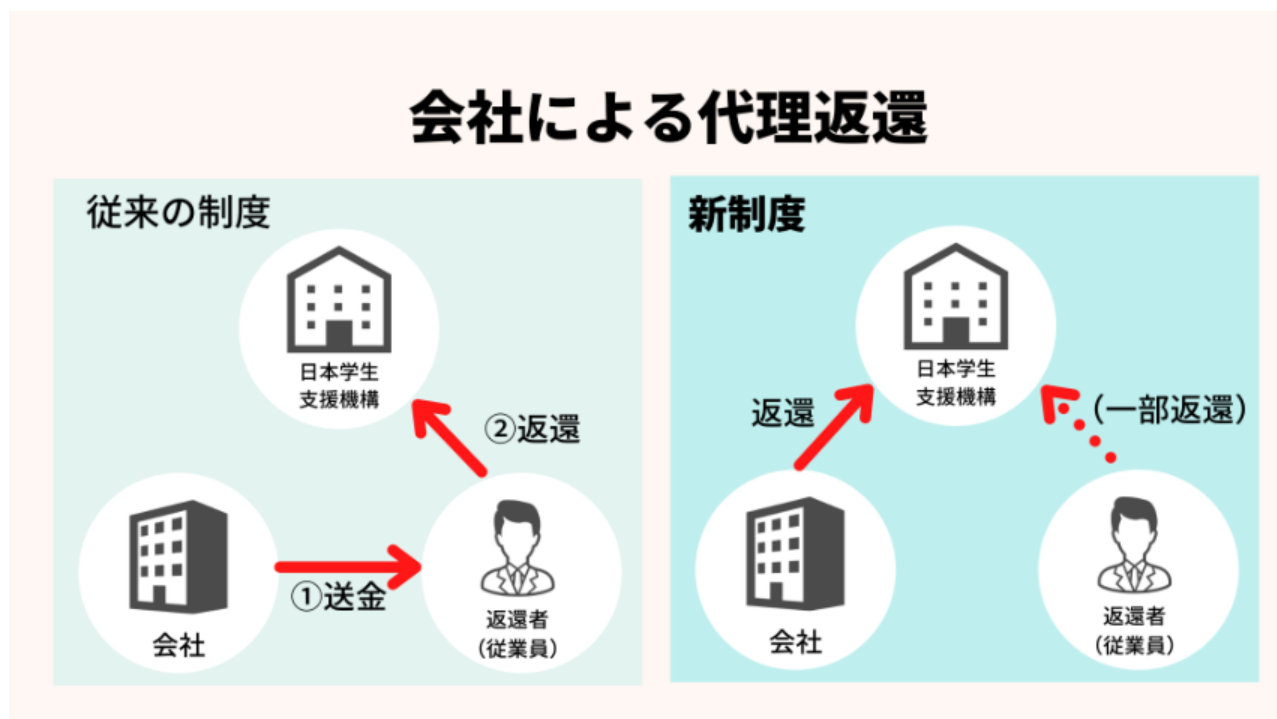 会社による代理返還
従来の制度
日本学生
支援機構
②返還
①送金
会社
返還者
（従業員）
新制度
日本学生
支援機構
返還
（一部返還）
会社
返還者
（従業員）